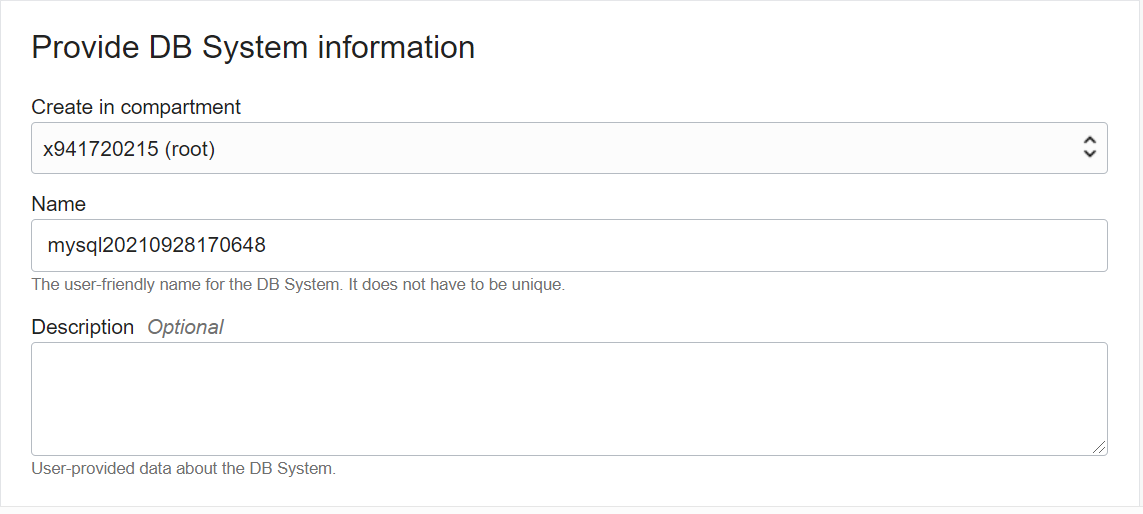 Provide DB System information
Create in compartment
x941720215 (root)
Name
mysql20210928170648
The user-friendly name for the DB System. It does not have to be unique.
Description Optional
User-provided data about the DB System.